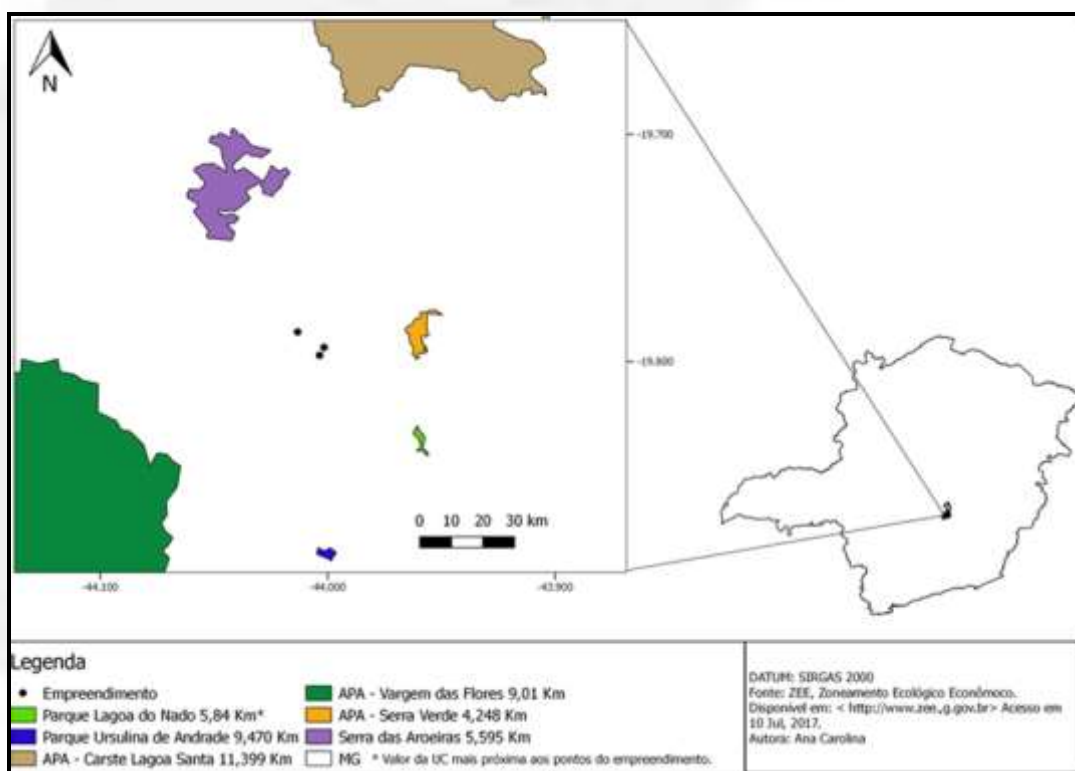 N
-19.700
-19.800
0 10 20 30 km
-44.100 -44.000 -43.900
Legenda
Empreendimento
Parque Lagoa do Nado 5,84 Km*
Parque Ursulina de Andrade 9,470 Km
APA - Carste Lagoa Santa 11,399 Km
APA - Vargem das Flores 9,01 Km
APA - Serra Verde 4,248 Km
Serra das Aroeiras 5,595 Km
MG * Valor da UC mais próxima aos pontos do empreendimento.
DATUM: SIRGAS 2000
Fonte: ZEE, Zoneamento Ecológico Econômoco.
Disponível em: < http://www.zee,.g.gov.br> Acesso em
10 Jul, 2017.
Autora: Ana Carolina